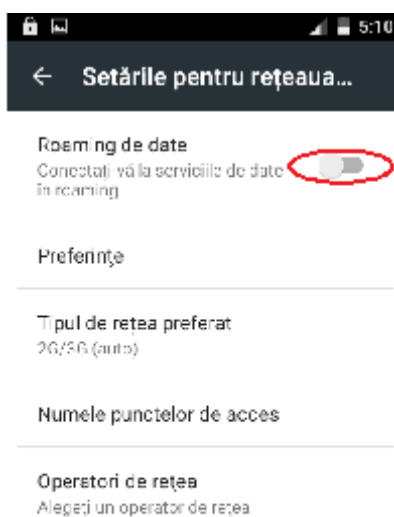 5:10
Setările pentru rețeaua...
Roaming de date
Conectați-vă la serviciile de date
în roaming
Preferințe
Tipul de rețea preferat
2G/3G (auto)
Numele punctelor de acces
Operatori de rețea
Alegeți un operator de rețea